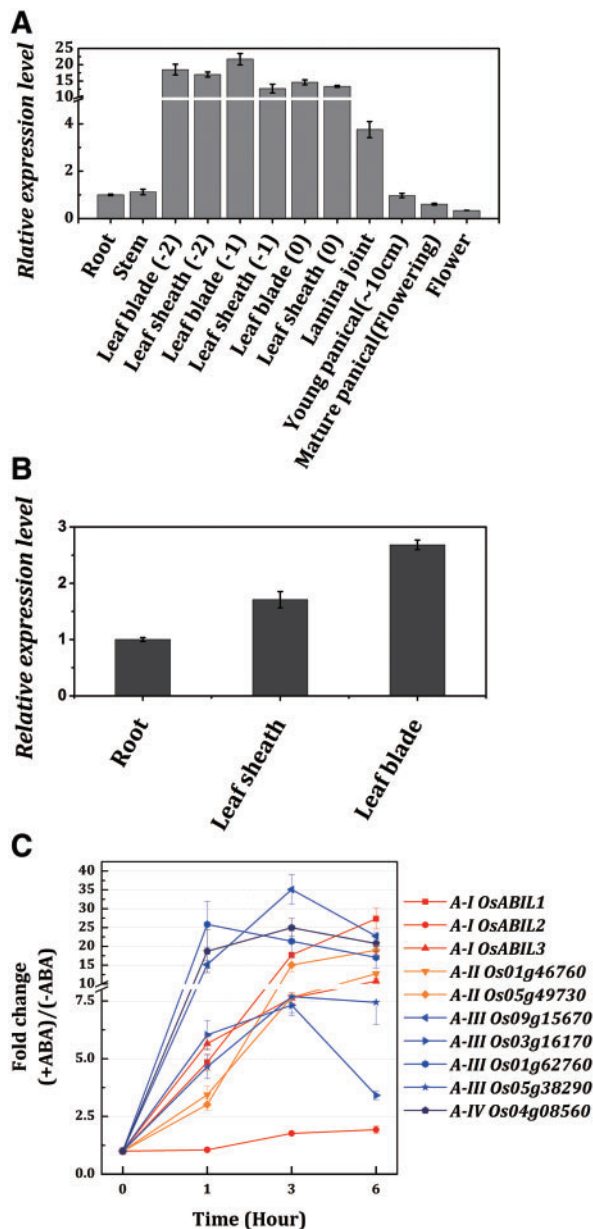 A
Rlative expression level
25
20
15
10
4
2
0
Root
Stem
Leaf blade (-2)
Leaf sheath (-2)
Leaf blade (-1)
Leaf sheath (-1)
Leaf blade (0)
Leaf sheath (0)
Lamina joint
Young panical(~10cm)
Mature panical(Flowering)
Flower
B
Relative expression level
3
2
1
0
Root
Leaf sheath
Leaf blade
C
Fold change
(+ABA)/(-ABA)
40
35
30
25
20
15
10
7.5
5.0
2.5
0.0
0 1 3 6
Time (Hour)
A-I OsABIL1
A-I OsABIL2
A-I OsABIL3
A-II Os01g46760
A-II Os05g49730
A-III Os09g15670
A-III Os03g16170
A-III Os01g62760
A-III Os05g38290
A-IV Os04g08560